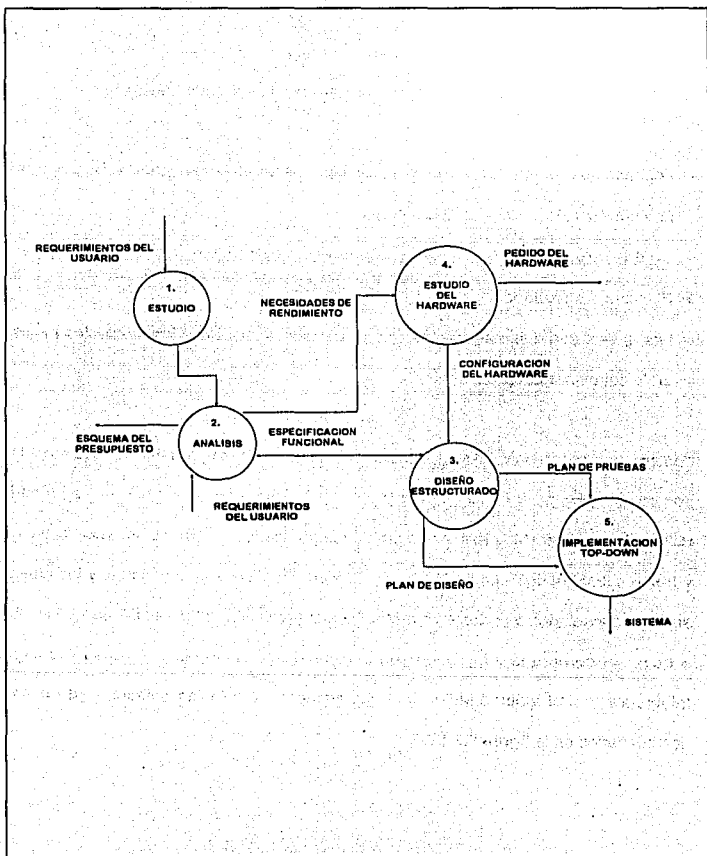 REQUERIMIENTOS DEL
USUARIO
1.
ESTUDIO
4.
ESTUDIO
DEL
HARDWARE
PEDIDO DEL
HARDWARE
NECESIDADES DE
RENDIMIENTO
CONFIGURACION
DEL HARDWARE
ESQUEMA DEL
PRESUPUESTO
2.
ANALISIS
ESPECIFICACION
FUNCIONAL
3.
DISEÑO
ESTRUCTURADO
PLAN DE PRUEBAS
REQUERIMIENTOS
DEL USUARIO
5.
IMPLEMENTACION
TOP-DOWN
PLAN DE DISEÑO
SISTEMA